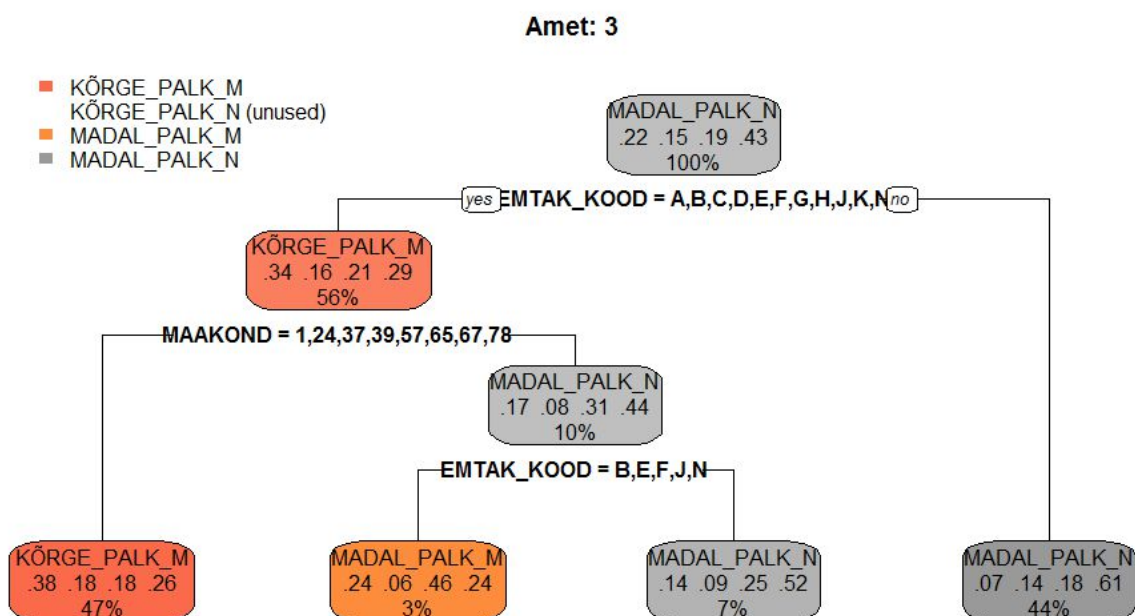 Amet: 3
KÕRGE_PALK_M
KÕRGE_PALK_N (unused)
MADAL_PALK_M
MADAL_PALK_N
MADAL_PALK_N
.22 .15 .19 .43
100%
yes EMTAK_KOOD = A,B,C,D,E,F,G,H,J,K,N no
KÕRGE_PALK_M
.34 .16 .21 .29
56%
MAAKOND = 1,24,37,39,57,65,67,78
MADAL_PALK_N
.17 .08 .31 .44
10%
EMTAK_KOOD = B,E,F,J,N
KÕRGE_PALK_M
.38 .18 .18 .26
47%
MADAL_PALK_M
.24 .06 .46 .24
3%
MADAL_PALK_N
.14 .09 .25 .52
7%
MADAL_PALK_N
.07 .14 .18 .61
44%